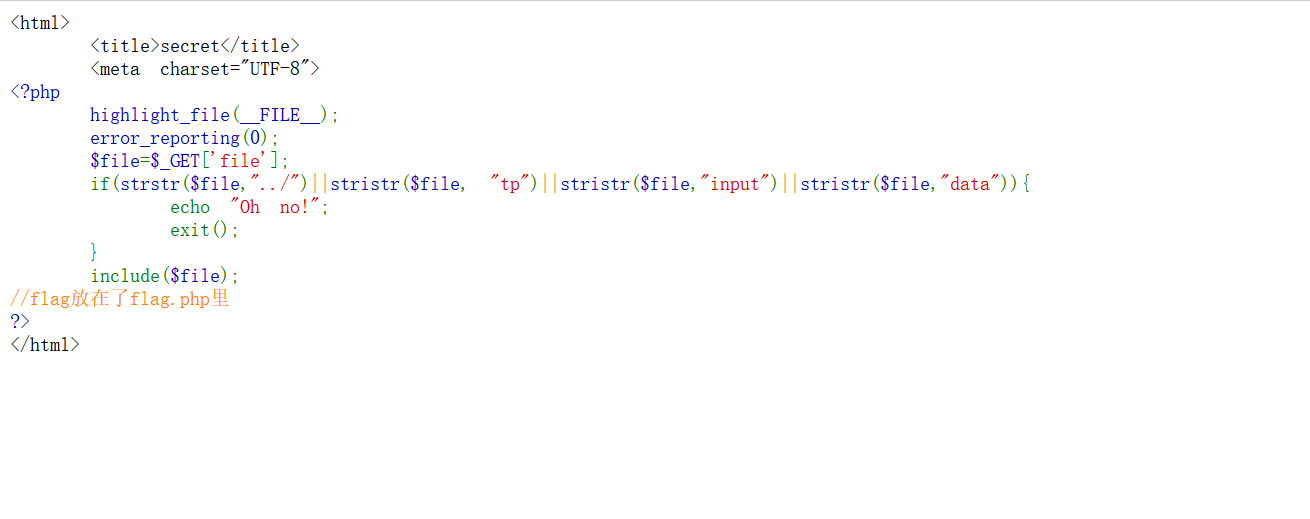 <html>
<title>secret</title>
<meta charset="UTF-8">
<?php
highlight_file(__FILE__);
error_reporting(0);
$file=$_GET['file'];
if(strstr($file,"../")||stristr($file, "tp")||stristr($file,"input")||stristr($file,"data")){
echo "Oh no!";
exit();
}
include($file);
//flag放在了flag.php里
?>
</html>